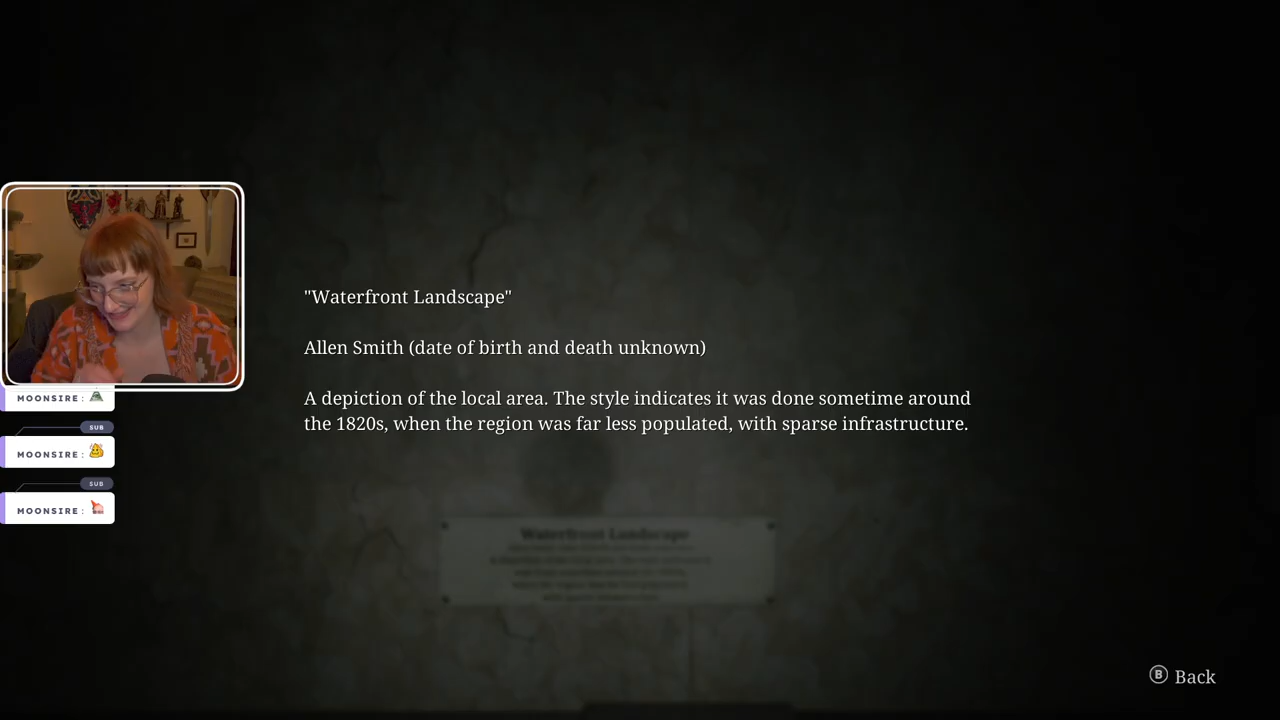 "Waterfront Landscape"
Allen Smith (date of birth and death unknown)
A depiction of the local area. The style indicates it was done sometime around
the 1820s, when the region was far less populated, with sparse infrastructure.
MOONSIRE:
SUB
MOONSIRE:
SUB
MOONSIRE:
Waterfront Landscape
B Back